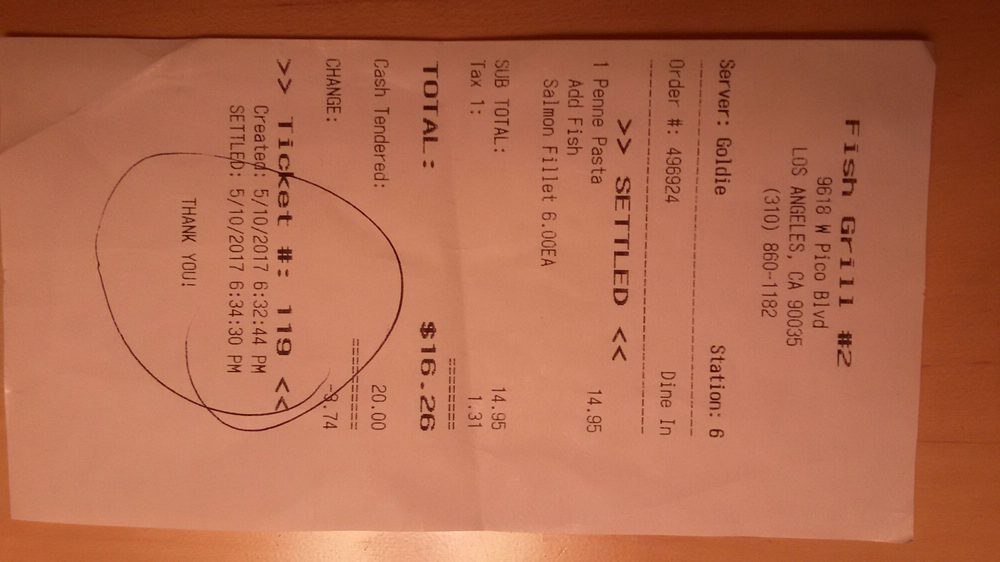 Fish Grill #2
9618 W Pico Blvd
LOS ANGELES, CA 90035
(310) 860-1182
Server: Goldie Station: 6
Order #: 496924 Dine In
>> SETTLED <<
1 Penne Pasta 14.95
Add Fish
Salmon Fillet 6.00EA
SUB TOTAL: 14.95
Tax 1: 1.31
TOTAL: $16.26
Cash Tendered: 20.00
CHANGE: -3.74
>> Ticket #: 119 <<
Created: 5/10/2017 6:32:44 PM
SETTLED: 5/10/2017 6:34:30 PM
THANK YOU!